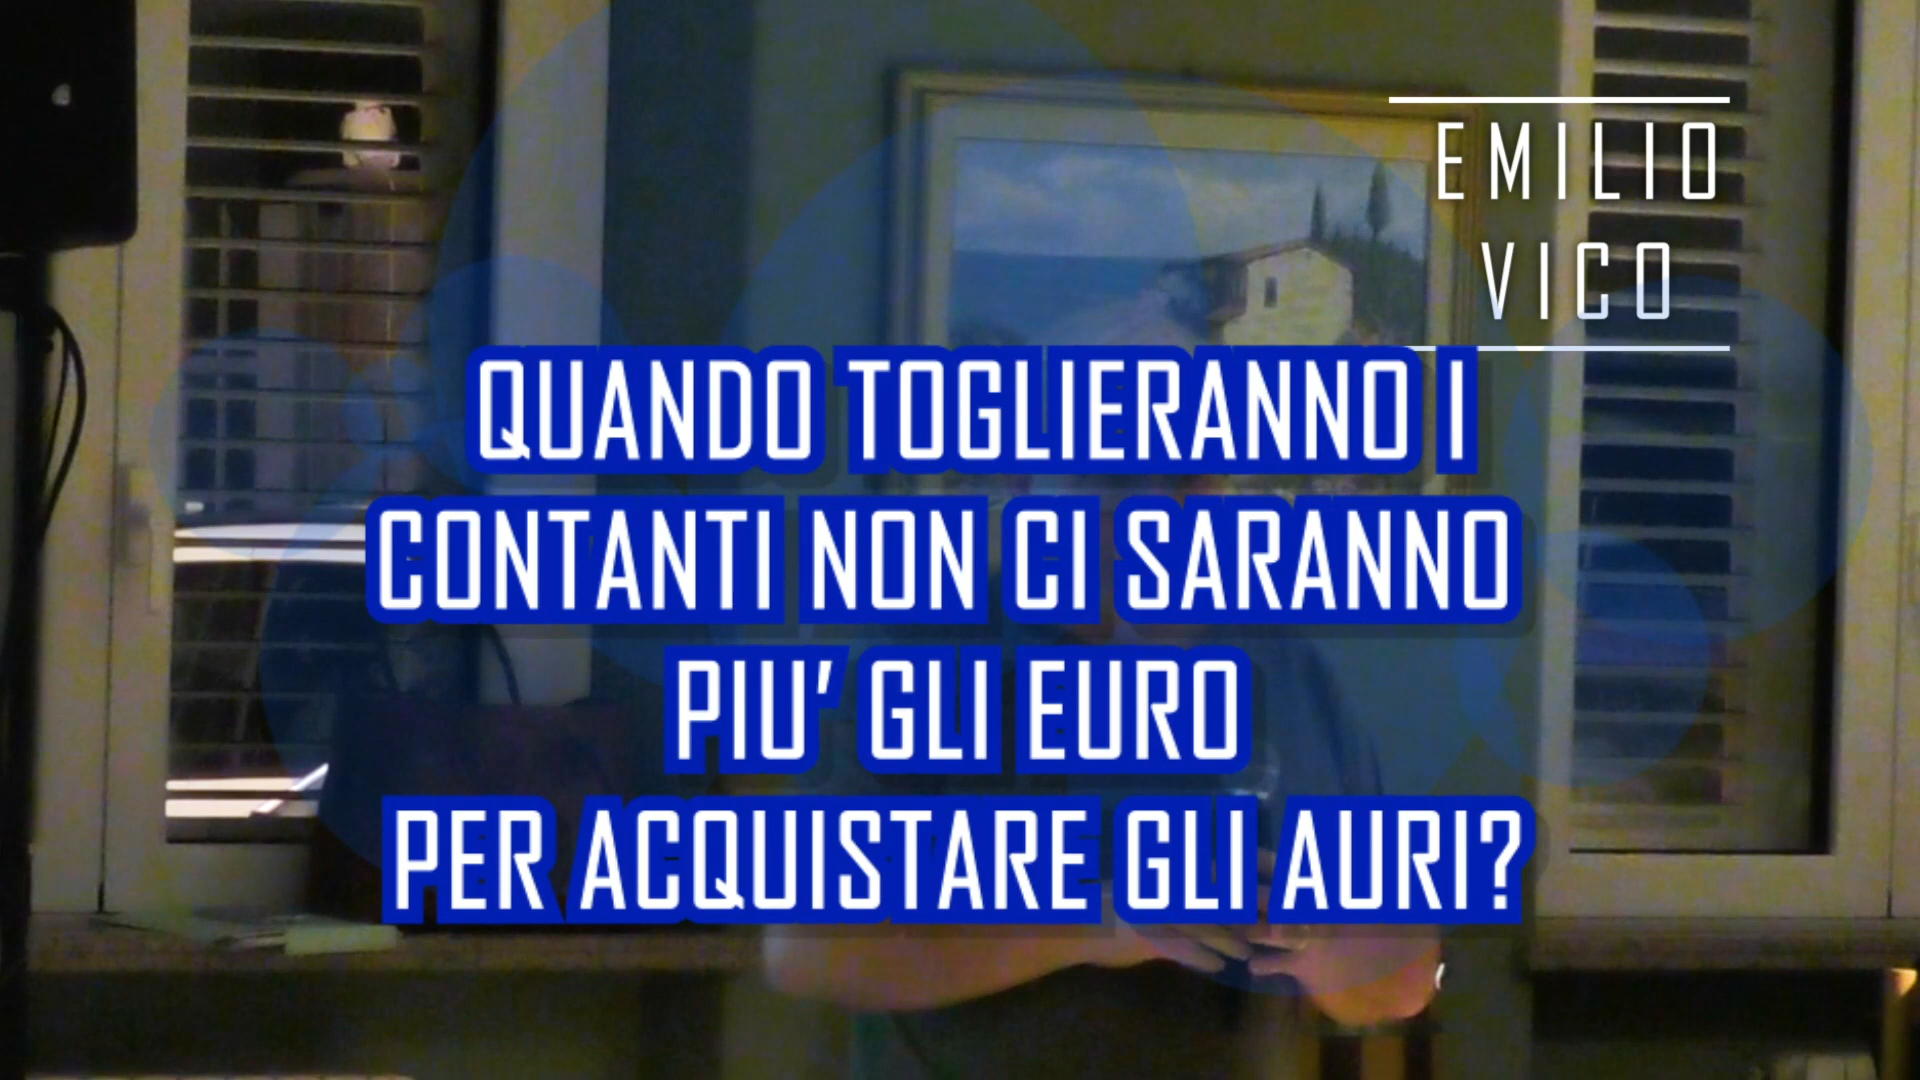 EMILIO
VICO
QUANDO TOGLIERANNO I
CONTANTI NON CI SARANNO
PIU' GLI EURO
PER ACQUISTARE GLI AURI?